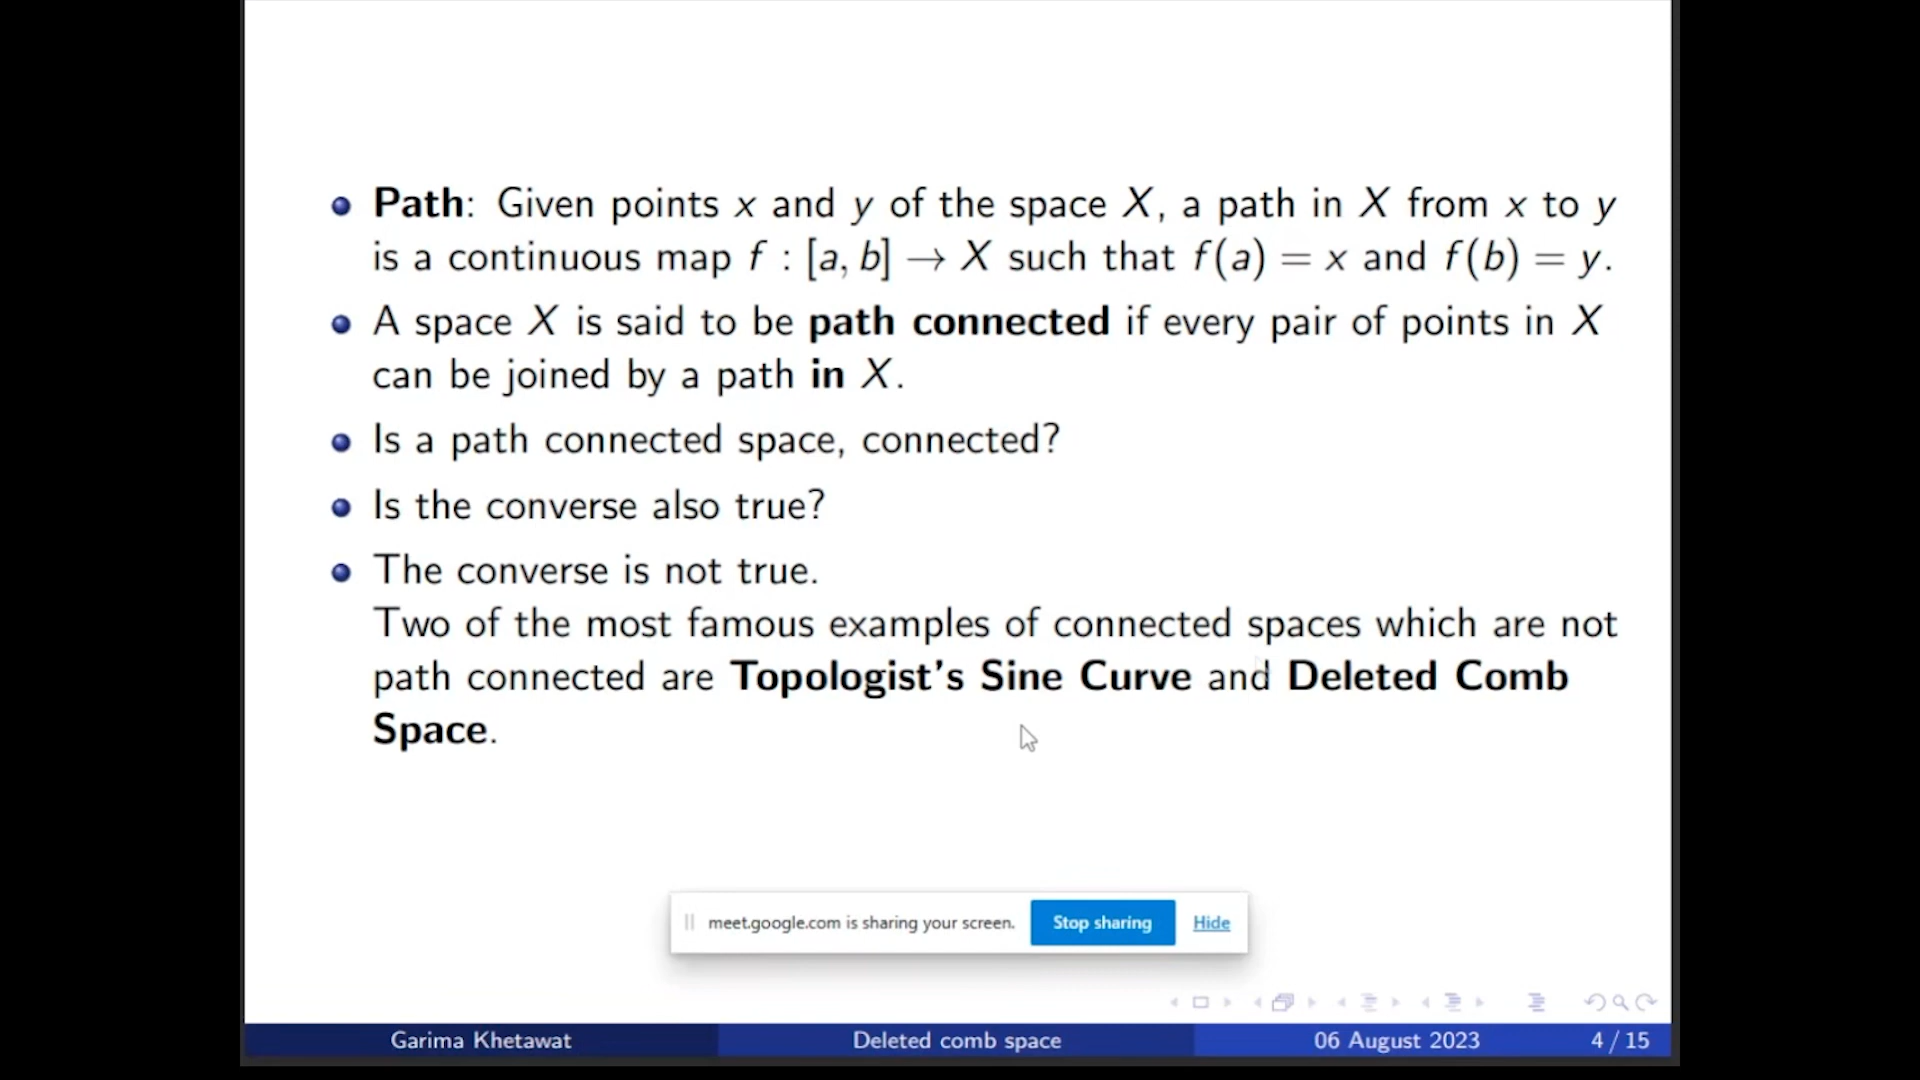 Path: Given points x and y of the space X, a path in X from x to y
is a continuous map f : [a, b] → X such that f(a) = x and f(b) = y.
A space X is said to be path connected if every pair of points in X
can be joined by a path in X.
Is a path connected space, connected?
Is the converse also true?
The converse is not true.
Two of the most famous examples of connected spaces which are not
path connected are Topologist's Sine Curve and Deleted Comb
Space.
meet.google.com is sharing your screen. Stop sharing Hide
Garima Khetawat Deleted comb space 06 August 2023 4 / 15